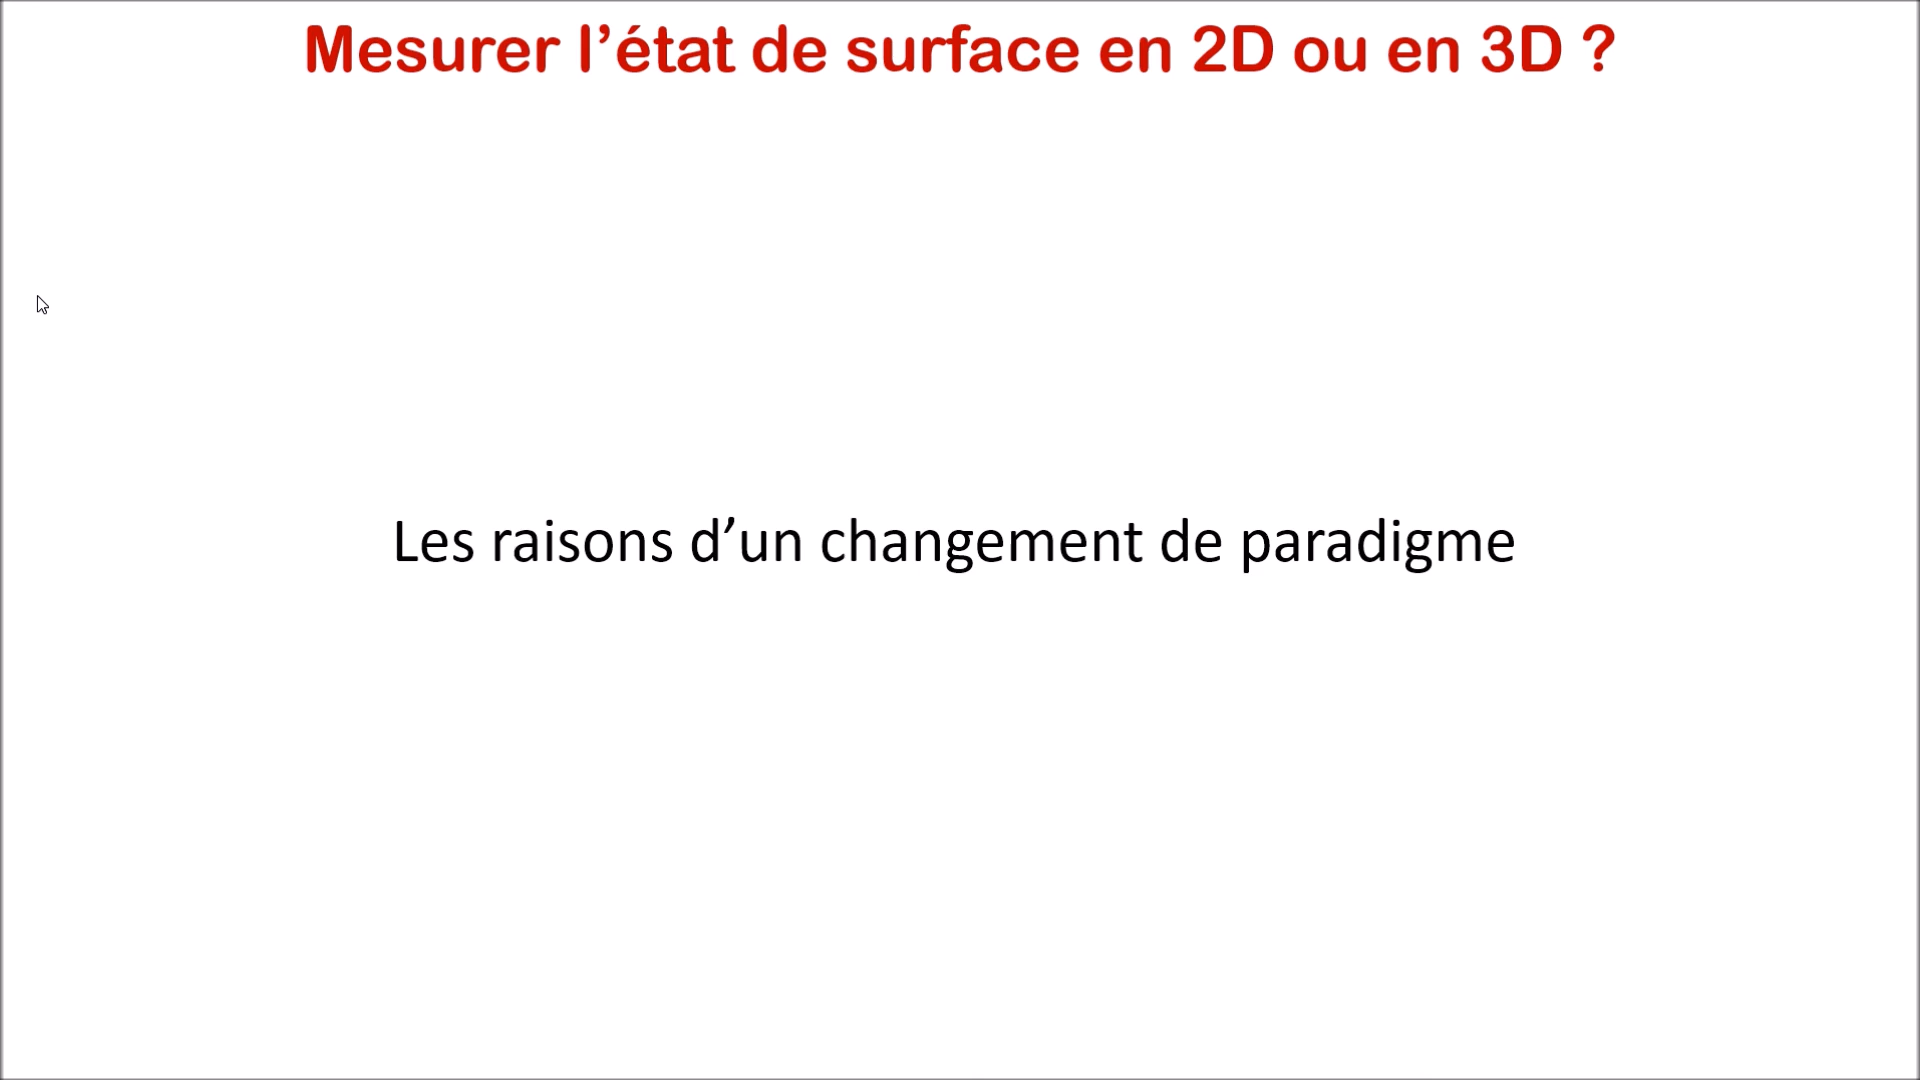 Mesurer l’état de surface en 2D ou en 3D ?
Les raisons d’un changement de paradigme